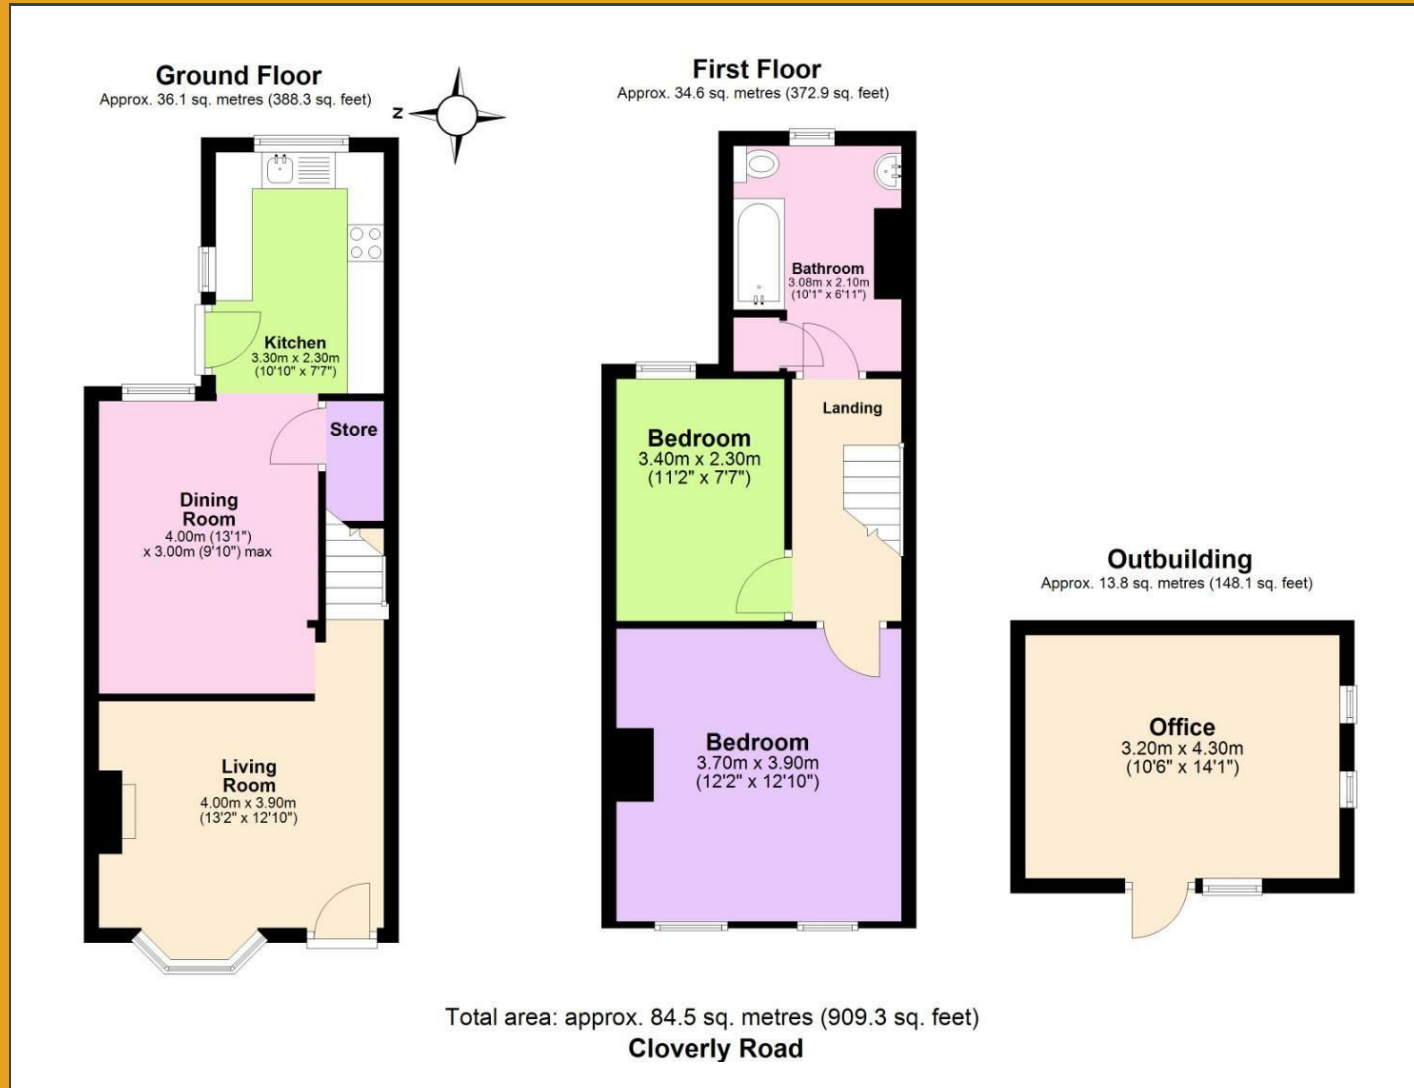 Ground Floor
Approx. 36.1 sq. metres (388.3 sq. feet)
N
Kitchen
3.30m x 2.30m
(10'10" x 7'7")
Store
Dining
Room
4.00m (13'1")
x 3.00m (9'10") max
Living
Room
4.00m x 3.90m
(13'2" x 12'10")
First Floor
Approx. 34.6 sq. metres (372.9 sq. feet)
Bathroom
3.08m x 2.10m
(10'1" x 6'11")
Landing
Bedroom
3.40m x 2.30m
(11'2" x 7'7")
Bedroom
3.70m x 3.90m
(12'2" x 12'10")
Outbuilding
Approx. 13.8 sq. metres (148.1 sq. feet)
Office
3.20m x 4.30m
(10'6" x 14'1")
Total area: approx. 84.5 sq. metres (909.3 sq. feet)
Cloverly Road